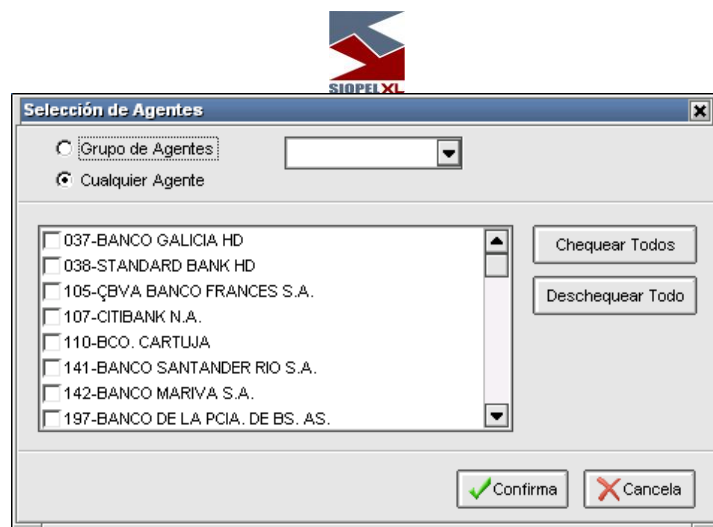 SIOPELXL
Selección de Agentes
Grupo de Agentes
Cualquier Agente
037-BANCO GALICIA HD
038-STANDARD BANK HD
105-ÇBVA BANCO FRANCES S.A.
107-CITIBANK N.A.
110-BCO. CARTUJA
141-BANCO SANTANDER RIO S.A.
142-BANCO MARIVA S.A.
197-BANCO DE LA PCIA. DE BS. AS.
Chequear Todos
Deschequear Todo
Confirma
Cancela